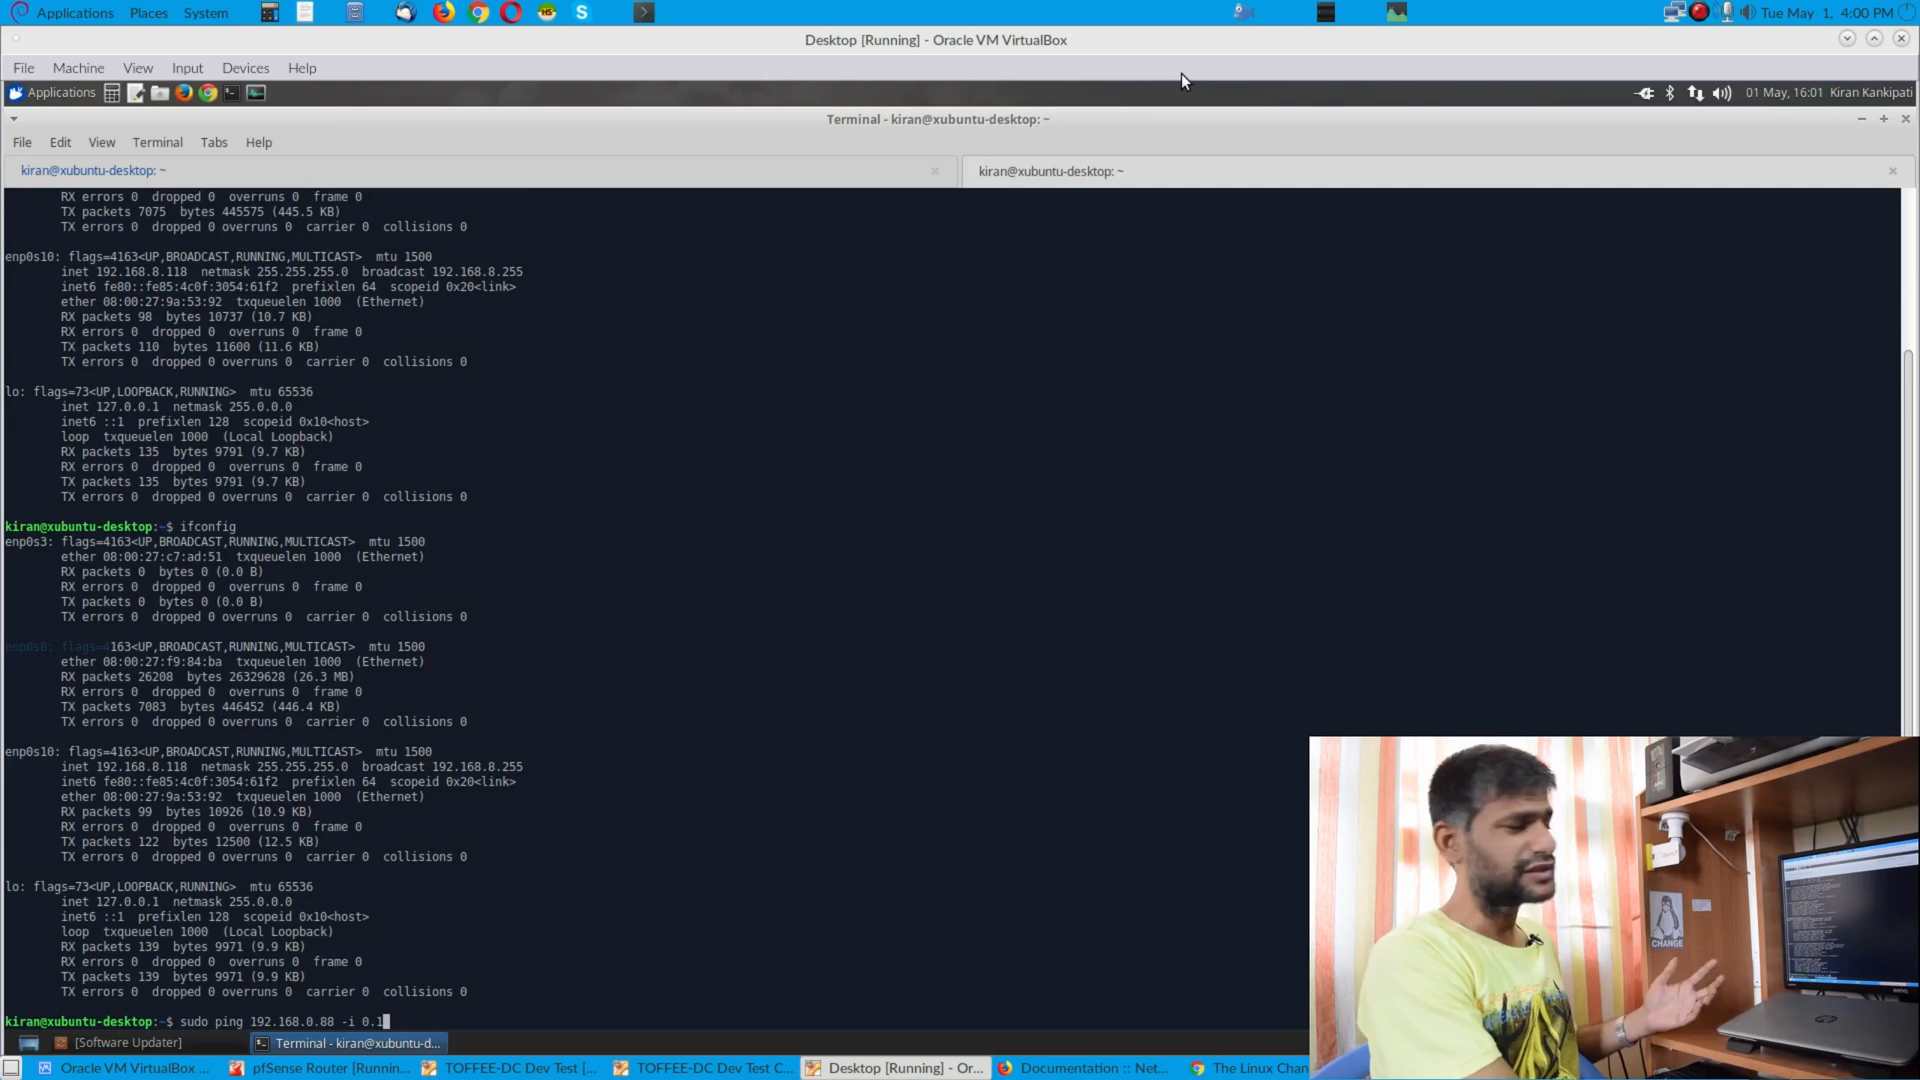 Applications Places System
Tue May 1, 4:00 PM
Desktop [Running] - Oracle VM VirtualBox
File Machine View Input Devices Help
Applications
01 May, 16:01 Kiran Kankipati
Terminal - kiran@xubuntu-desktop: ~
File Edit View Terminal Tabs Help
kiran@xubuntu-desktop: ~
kiran@xubuntu-desktop: ~
RX errors 0 dropped 0 overruns 0 frame 0
TX packets 7075 bytes 445575 (445.5 KB)
TX errors 0 dropped 0 overruns 0 carrier 0 collisions 0
enp0s10: flags=4163<UP,BROADCAST,RUNNING,MULTICAST> mtu 1500
inet 192.168.8.118 netmask 255.255.255.0 broadcast 192.168.8.255
inet6 fe80::fe85:4c0f:3054:61f2 prefixlen 64 scopeid 0x20<link>
ether 08:00:27:9a:53:92 txqueuelen 1000 (Ethernet)
RX packets 98 bytes 10737 (10.7 KB)
RX errors 0 dropped 0 overruns 0 frame 0
TX packets 110 bytes 11600 (11.6 KB)
TX errors 0 dropped 0 overruns 0 carrier 0 collisions 0
lo: flags=73<UP,LOOPBACK,RUNNING> mtu 65536
inet 127.0.0.1 netmask 255.0.0.0
inet6 ::1 prefixlen 128 scopeid 0x10<host>
loop txqueuelen 1000 (Local Loopback)
RX packets 135 bytes 9791 (9.7 KB)
RX errors 0 dropped 0 overruns 0 frame 0
TX packets 135 bytes 9791 (9.7 KB)
TX errors 0 dropped 0 overruns 0 carrier 0 collisions 0
kiran@xubuntu-desktop:~$ ifconfig
enp0s3: flags=4163<UP,BROADCAST,RUNNING,MULTICAST> mtu 1500
ether 08:00:27:c7:ad:51 txqueuelen 1000 (Ethernet)
RX packets 0 bytes 0 (0.0 B)
RX errors 0 dropped 0 overruns 0 frame 0
TX packets 0 bytes 0 (0.0 B)
TX errors 0 dropped 0 overruns 0 carrier 0 collisions 0
enp0s8: flags=4163<UP,BROADCAST,RUNNING,MULTICAST> mtu 1500
ether 08:00:27:f9:84:ba txqueuelen 1000 (Ethernet)
RX packets 26208 bytes 26329628 (26.3 MB)
RX errors 0 dropped 0 overruns 0 frame 0
TX packets 7083 bytes 446452 (446.4 KB)
TX errors 0 dropped 0 overruns 0 carrier 0 collisions 0
enp0s10: flags=4163<UP,BROADCAST,RUNNING,MULTICAST> mtu 1500
inet 192.168.8.118 netmask 255.255.255.0 broadcast 192.168.8.255
inet6 fe80::fe85:4c0f:3054:61f2 prefixlen 64 scopeid 0x20<link>
ether 08:00:27:9a:53:92 txqueuelen 1000 (Ethernet)
RX packets 99 bytes 10926 (10.9 KB)
RX errors 0 dropped 0 overruns 0 frame 0
TX packets 122 bytes 12500 (12.5 KB)
TX errors 0 dropped 0 overruns 0 carrier 0 collisions 0
lo: flags=73<UP,LOOPBACK,RUNNING> mtu 65536
inet 127.0.0.1 netmask 255.0.0.0
inet6 ::1 prefixlen 128 scopeid 0x10<host>
loop txqueuelen 1000 (Local Loopback)
RX packets 139 bytes 9971 (9.9 KB)
RX errors 0 dropped 0 overruns 0 frame 0
TX packets 139 bytes 9971 (9.9 KB)
TX errors 0 dropped 0 overruns 0 carrier 0 collisions 0
kiran@xubuntu-desktop:~$ sudo ping 192.168.0.88 -i 0.1
CHANGE
hp
[Software Updater] Terminal - kiran@xubuntu-d...
Oracle VM VirtualBox ... pfSense Router [Runnin... TOFFEE-DC Dev Test [... TOFFEE-DC Dev Test C... Desktop [Running] - Or... Documentation :: Net... The Linux Chan